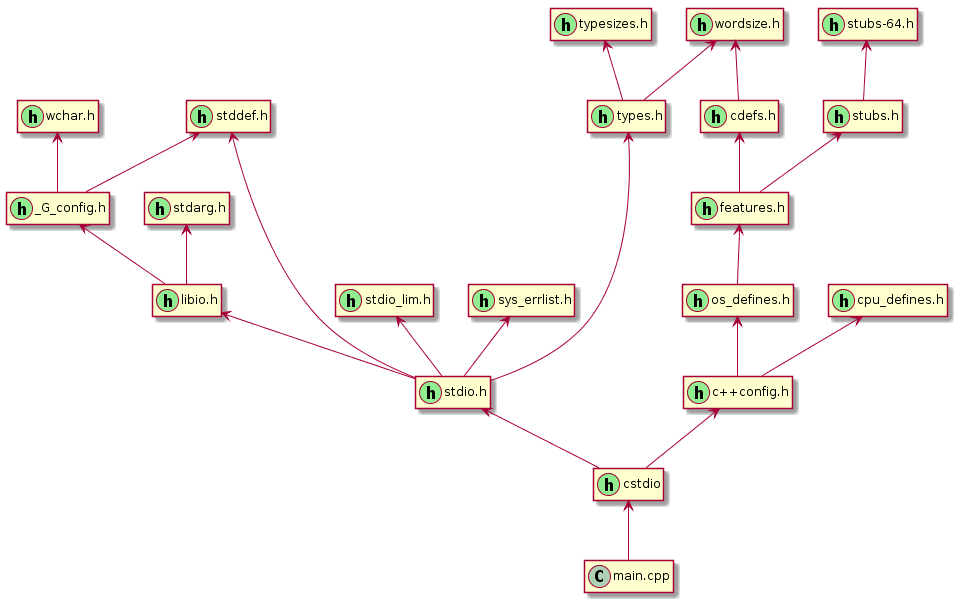 h typesizes.h
h wordsize.h
h stubs-64.h
h wchar.h
h stddef.h
h types.h
h cdefs.h
h stubs.h
h _G_config.h
h stdarg.h
h features.h
h libio.h
h stdio_lim.h
h sys_errlist.h
h os_defines.h
h cpu_defines.h
h stdio.h
h c++config.h
h cstdio
C main.cpp